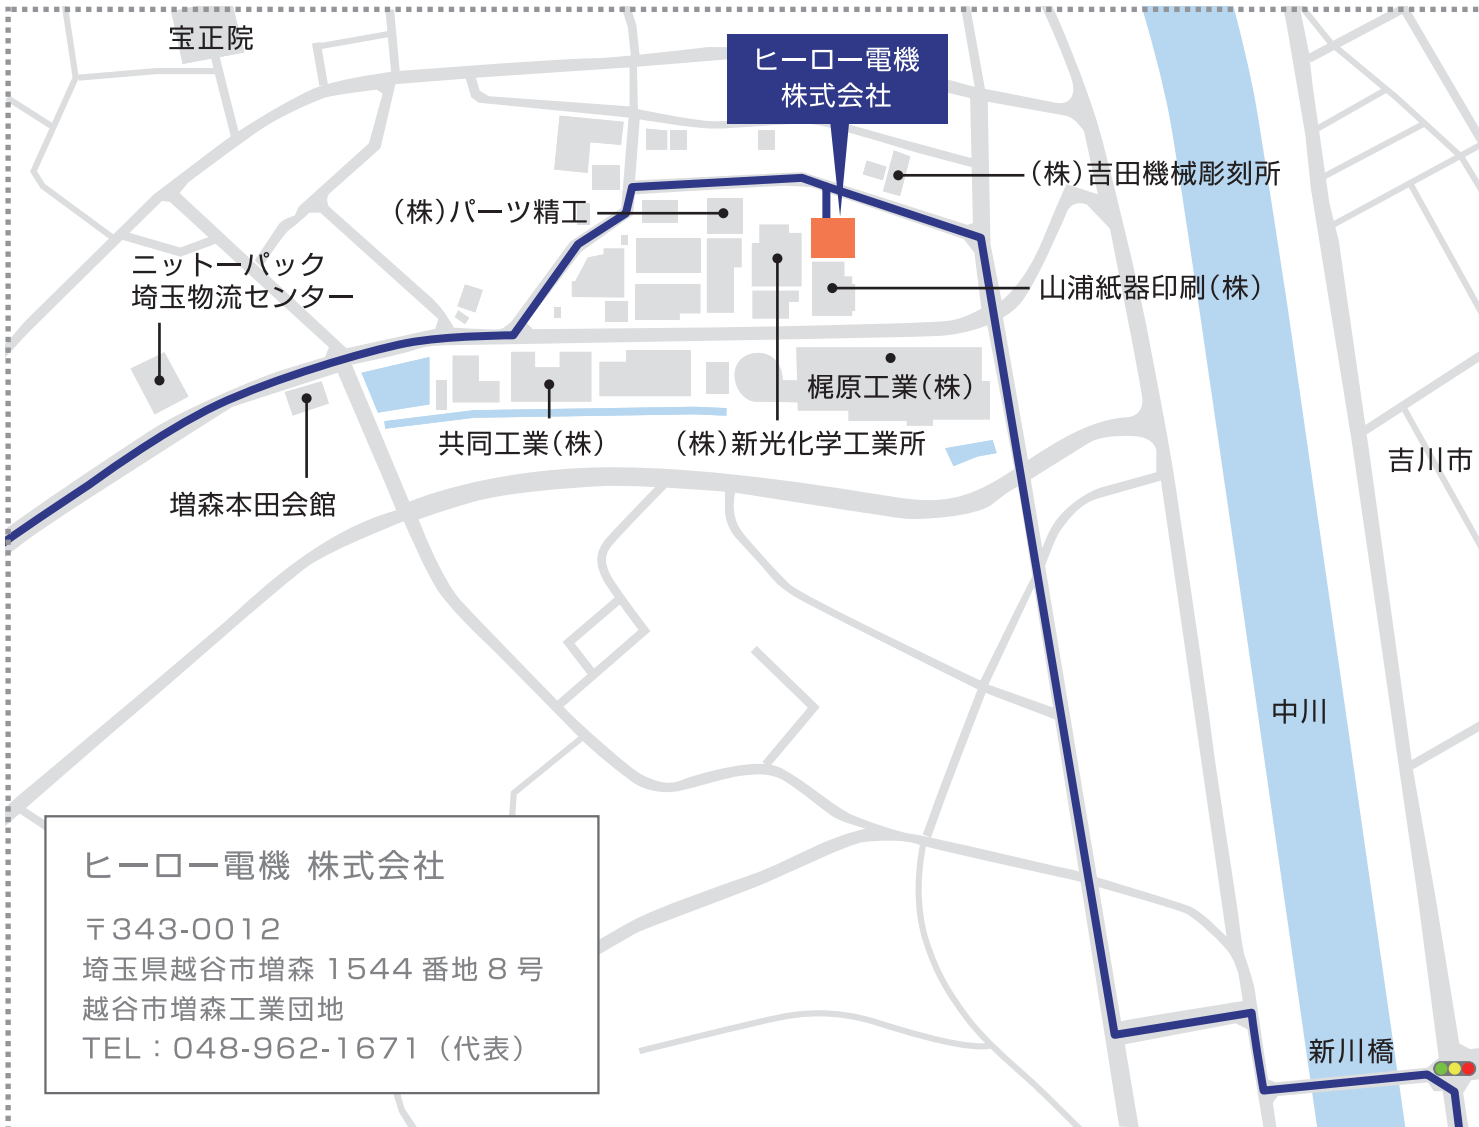 宝正院
ヒーロー電機
株式会社
(株)吉田機械彫刻所
(株)パーツ精工
ニットーパック
埼玉物流センター
山浦紙器印刷(株)
梶原工業(株)
共同工業(株)
(株)新光化学工業所
吉川市
増森本田会館
中川
ヒーロー電機 株式会社
〒343-0012
埼玉県越谷市増森 1544 番地 8 号
越谷市増森工業団地
TEL：048-962-1671（代表）
新川橋